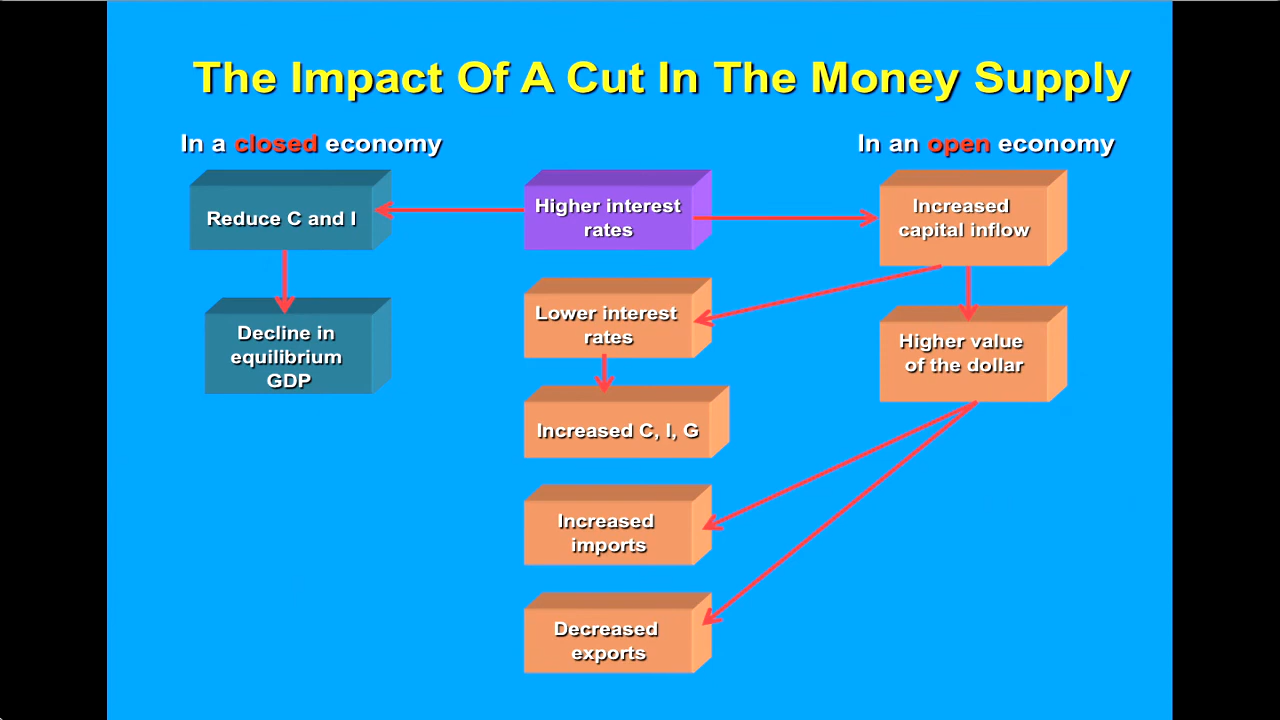 The Impact Of A Cut In The Money Supply
In a closed economy
In an open economy
Reduce C and I
Higher interest
rates
Increased
capital inflow
Decline in
equilibrium
GDP
Lower interest
rates
Higher value
of the dollar
Increased C, I, G
Increased
imports
Decreased
exports